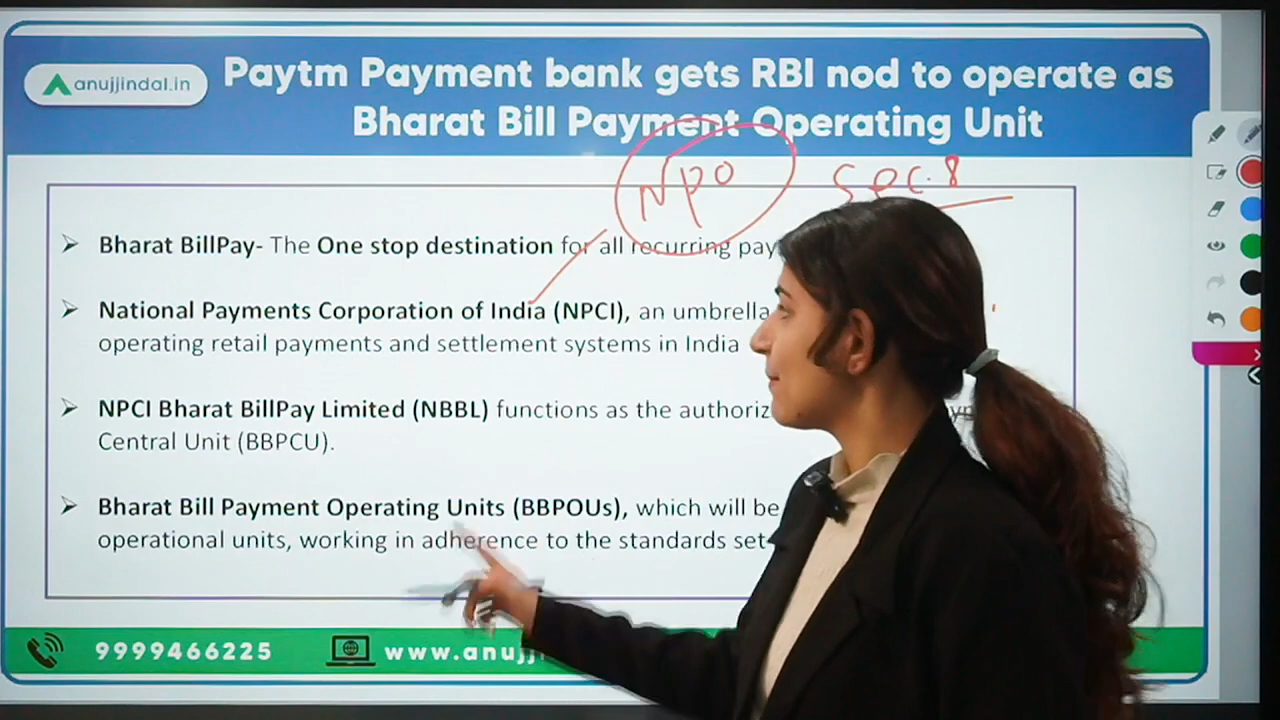 anujjindal.in
Paytm Payment bank gets RBI nod to operate as
Bharat Bill Payment Operating Unit
NPO Sec. 8
➢ Bharat BillPay- The One stop destination for all recurring pay
➢ National Payments Corporation of India (NPCI), an umbrella
operating retail payments and settlement systems in India
➢ NPCI Bharat BillPay Limited (NBBL) functions as the
Central Unit (BBPCU).
➢ Bharat Bill Payment Operating Units (BBPOUs), which will be
operational units, working in adherence to the standards set
9999466225